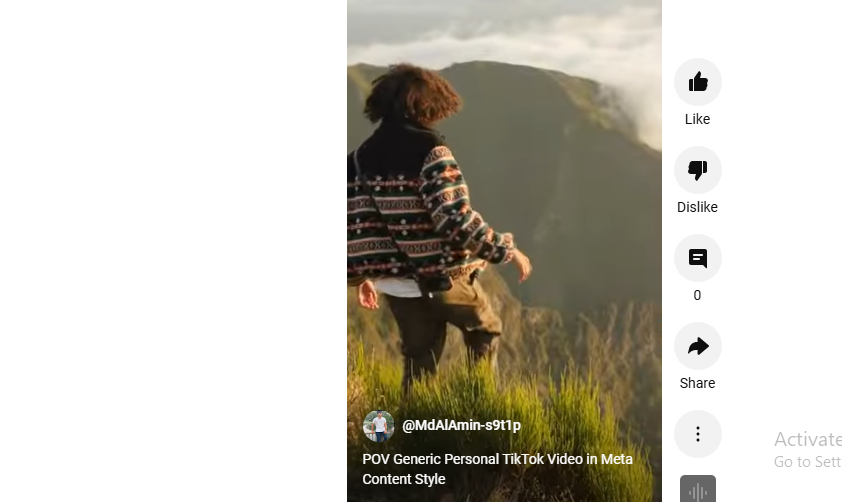 Like
Dislike
0
Share
@MdAlAmin-s9t1p
POV Generic Personal TikTok Video in Meta
Content Style
Activate
Go to Sett